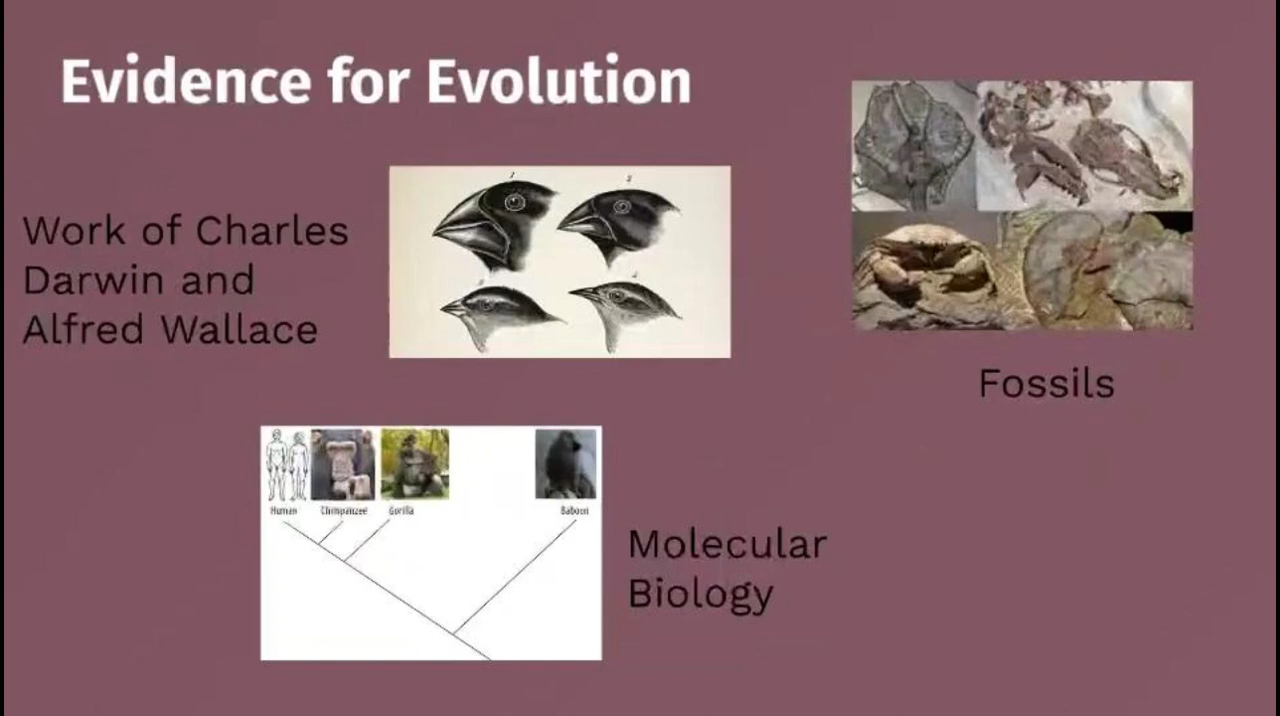 Evidence for Evolution
Work of Charles
Darwin and
Alfred Wallace
Fossils
Human Chimpanzee Gorilla Baboon
Molecular
Biology